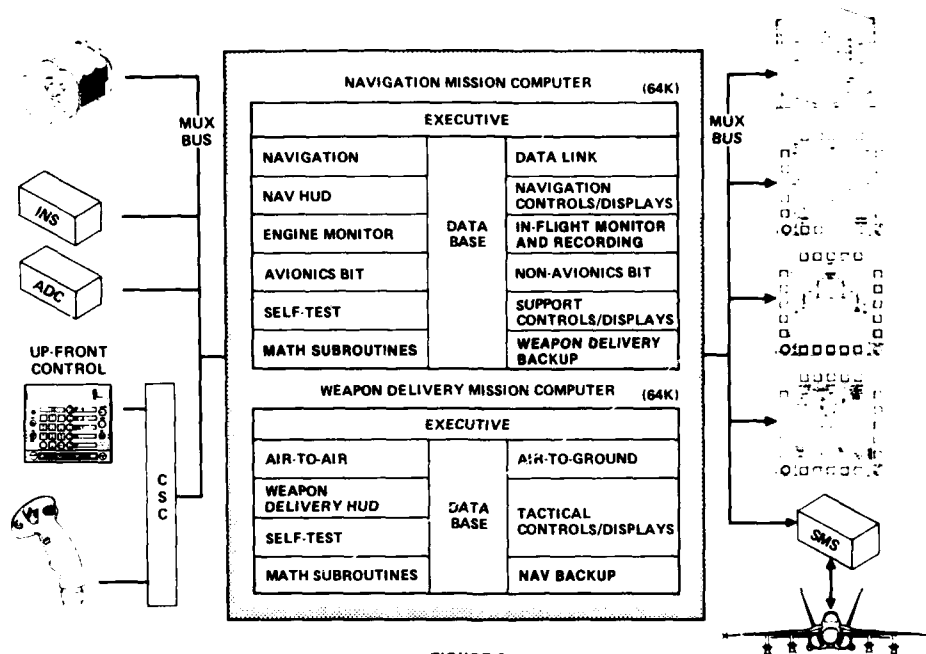 NAVIGATION MISSION COMPUTER
(64K)
MUX
BUS
EXECUTIVE
MUX
BUS
NAVIGATION
DATA LINK
NAV HUD
NAVIGATION
CONTROLS/DISPLAYS
INS
ENGINE MONITOR
DATA
BASE
IN-FLIGHT MONITOR
AND RECORDING
AVIONICS BIT
NON-AVIONICS BIT
ADC
SELF-TEST
SUPPORT
CONTROLS/DISPLAYS
MATH SUBROUTINES
WEAPON DELIVERY
BACKUP
UP-FRONT
CONTROL
WEAPON DELIVERY MISSION COMPUTER
(64K)
EXECUTIVE
AIR-TO-AIR
AIR-TO-GROUND
C
S
C
WEAPON
DELIVERY HUD
DATA
BASE
TACTICAL
CONTROLS/DISPLAYS
SELF-TEST
SMS
MATH SUBROUTINES
NAV BACKUP